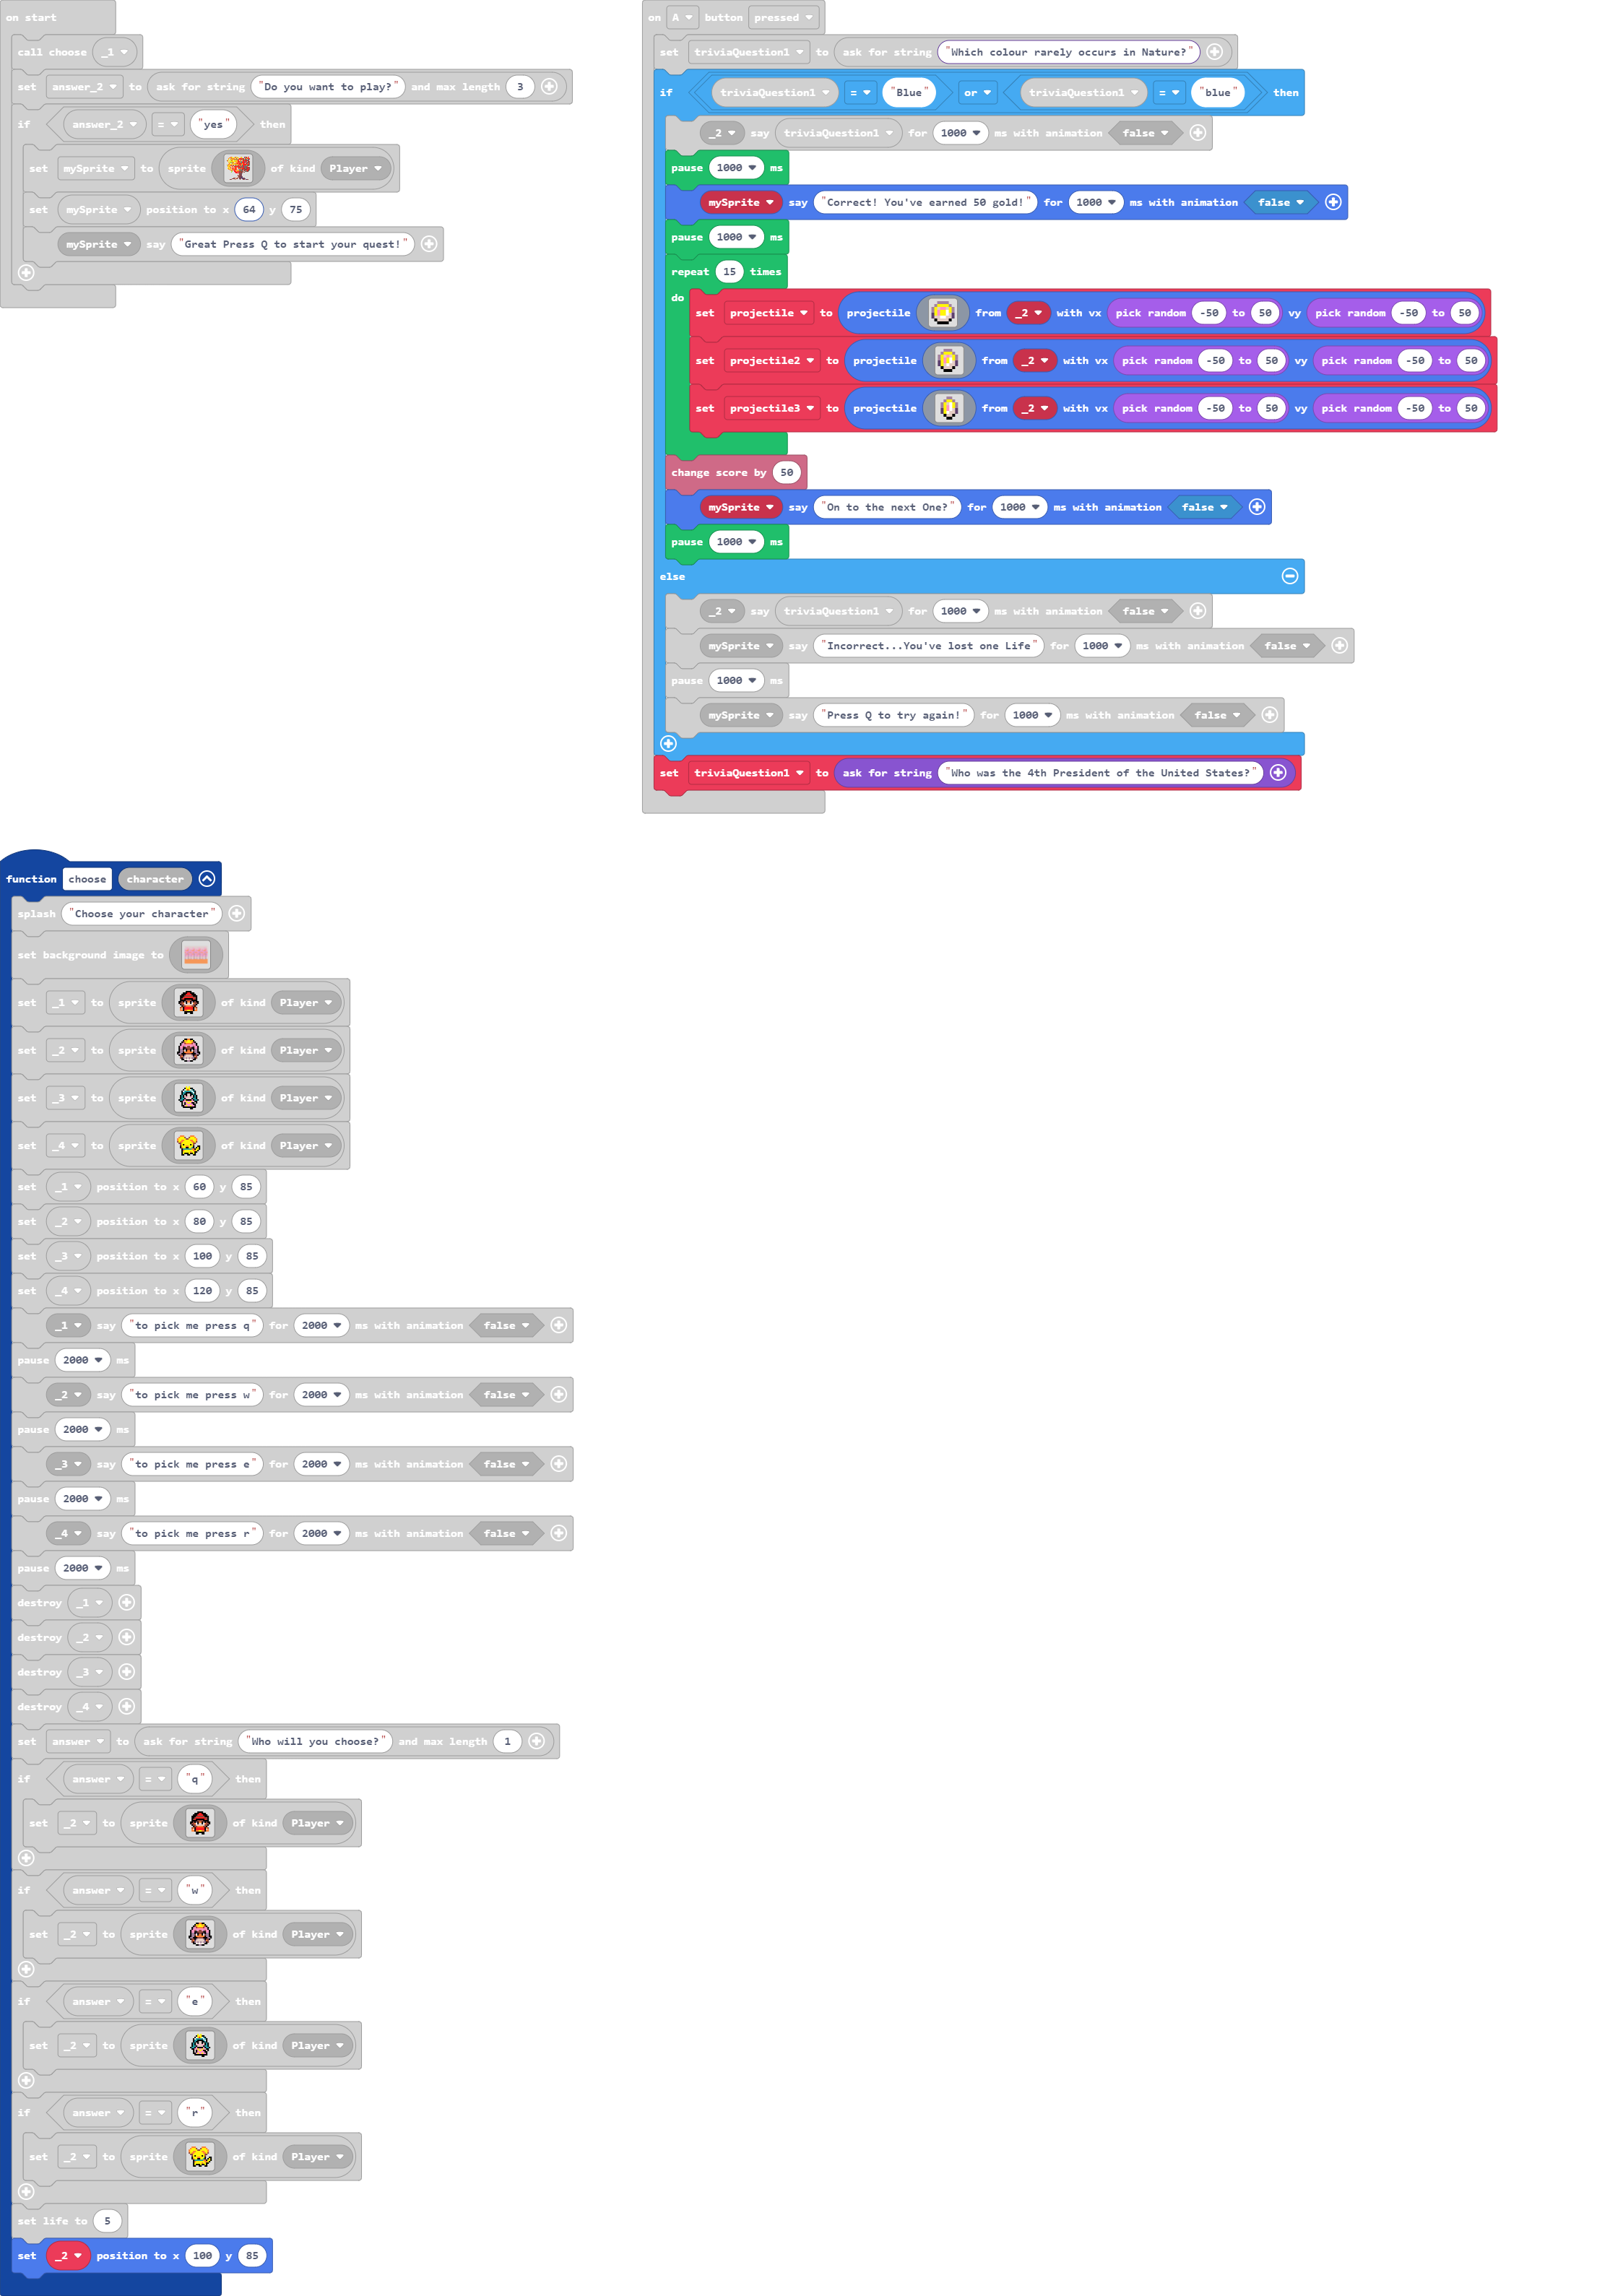 on start
call choose _1
set answer_2 to ask for string "Do you want to play?" and max length 3
if answer_2 = "yes" then
set mySprite to sprite of kind Player
set mySprite position to x 64 y 75
mySprite say "Great Press Q to start your quest!"
on A button pressed
set triviaQuestion1 to ask for string "Which colour rarely occurs in Nature?"
if triviaQuestion1 = "Blue" or triviaQuestion1 = "blue" then
_2 say triviaQuestion1 for 1000 ms with animation false
pause 1000 ms
mySprite say "Correct! You've earned 50 gold!" for 1000 ms with animation false
pause 1000 ms
repeat 15 times
do
set projectile to projectile from _2 with vx pick random -50 to 50 vy pick random -50 to 50
set projectile2 to projectile from _2 with vx pick random -50 to 50 vy pick random -50 to 50
set projectile3 to projectile from _2 with vx pick random -50 to 50 vy pick random -50 to 50
change score by 50
mySprite say "On to the next One?" for 1000 ms with animation false
pause 1000 ms
else
_2 say triviaQuestion1 for 1000 ms with animation false
mySprite say "Incorrect...You've lost one Life" for 1000 ms with animation false
pause 1000 ms
mySprite say "Press Q to try again!" for 1000 ms with animation false
set triviaQuestion1 to ask for string "Who was the 4th President of the United States?"
function choose character
splash "Choose your character"
set background image to
set _1 to sprite of kind Player
set _2 to sprite of kind Player
set _3 to sprite of kind Player
set _4 to sprite of kind Player
set _1 position to x 60 y 85
set _2 position to x 80 y 85
set _3 position to x 100 y 85
set _4 position to x 120 y 85
_1 say "to pick me press q" for 2000 ms with animation false
pause 2000 ms
_2 say "to pick me press w" for 2000 ms with animation false
pause 2000 ms
_3 say "to pick me press e" for 2000 ms with animation false
pause 2000 ms
_4 say "to pick me press r" for 2000 ms with animation false
pause 2000 ms
destroy _1
destroy _2
destroy _3
destroy _4
set answer to ask for string "Who will you choose?" and max length 1
if answer = "q" then
set _2 to sprite of kind Player
if answer = "w" then
set _2 to sprite of kind Player
if answer = "e" then
set _2 to sprite of kind Player
if answer = "r" then
set _2 to sprite of kind Player
set life to 5
set _2 position to x 100 y 85